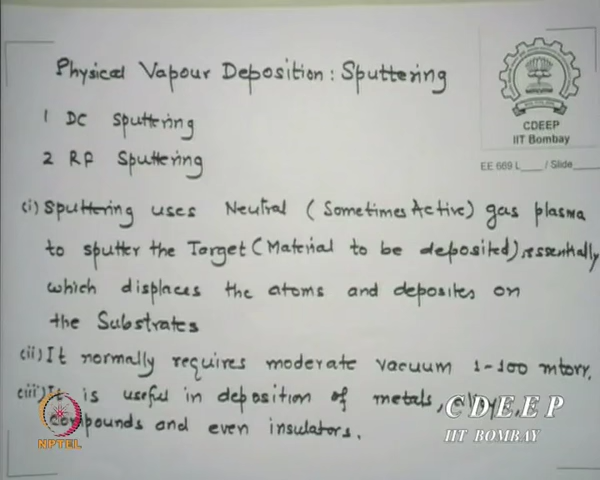 Physical Vapour Deposition : Sputtering
CDEEP
IIT Bombay
EE 669 L____ / Slide____
1 DC Sputtering
2 RF Sputtering
(i) Sputtering uses Neutral (Sometimes Active) gas plasma
to sputter the Target (Material to be deposited), essentially
which displaces the atoms and deposites on
the Substrates
(ii) It normally requires moderate vacuum 1-100 mtorr.
(iii) It is useful in deposition of metals,
compounds and even insulators.
NPTEL
CDEEP
IIT BOMBAY